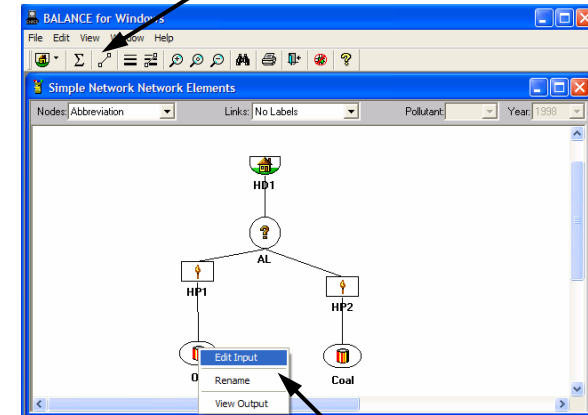 BALANCE for Windows
File Edit View Window Help
Simple Network Network Elements
Nodes: Abbreviation Links: No Labels Pollutant: Year: 1998
HD1
AL
HP1
HP2
Edit Input
Rename
Coal
View Output